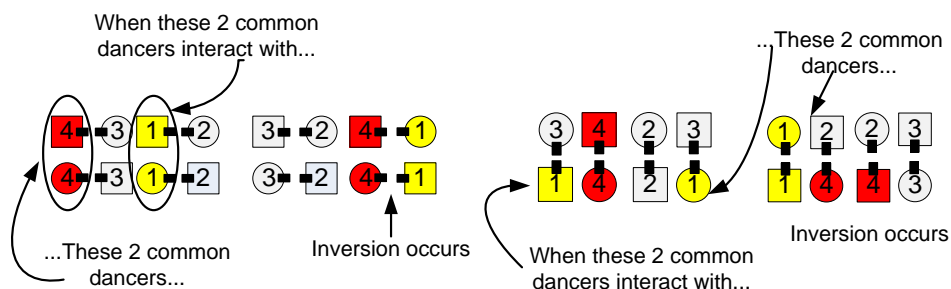 When these 2 common
dancers interact with...
4 3 1 2
4 3 1 2
...These 2 common
dancers...
3 2 4 1
3 2 4 1
Inversion occurs
...These 2 common
dancers...
3 4 2 3
1 4 2 1
When these 2 common
dancers interact with...
1 2 2 3
1 4 4 3
Inversion occurs